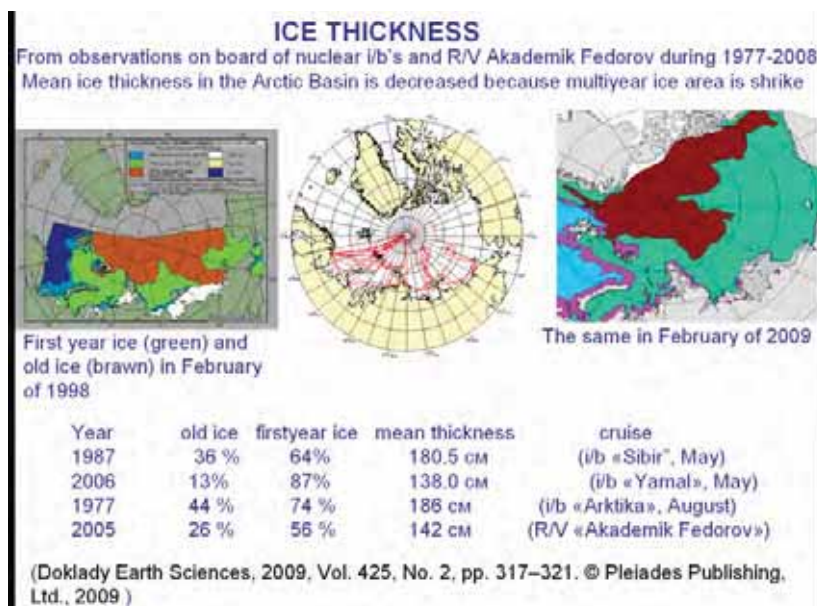 ICE THICKNESS
From observations on board of nuclear i/b's and R/V Akademik Fedorov during 1977-2008
Mean ice thickness in the Arctic Basin is decreased because multiyear ice area is shrike
First year ice (green) and
old ice (brawn) in February
of 1998
The same in February of 2009
Year old ice firstyear ice mean thickness cruise
1987 36 % 64% 180.5 см (i/b «Sibir", May)
2006 13% 87% 138.0 см (i/b «Yamal», May)
1977 44 % 74 % 186 см (i/b «Arktika», August)
2005 26 % 56 % 142 см (R/V «Akademik Fedorov»)
(Doklady Earth Sciences, 2009, Vol. 425, No. 2, pp. 317–321. © Pleiades Publishing,
Ltd., 2009 )